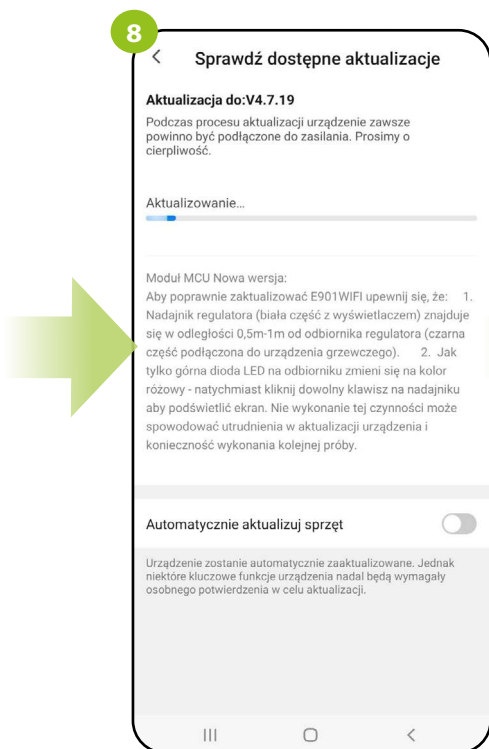 8
Sprawdź dostępne aktualizacje
Aktualizacja do:V4.7.19
Podczas procesu aktualizacji urządzenie zawsze
powinno być podłączone do zasilania. Prosimy o
cierpliwość.
Aktualizowanie...
Moduł MCU Nowa wersja:
Aby poprawnie zaktualizować E901WIFI upewnij się, że: 1.
Nadajnik regulatora (biała część z wyświetlaczem) znajduje
się w odległości 0,5m-1m od odbiornika regulatora (czarna
część podłączona do urządzenia grzewczego). 2. Jak
tylko górna dioda LED na odbiorniku zmieni się na kolor
różowy - natychmiast kliknij dowolny klawisz na nadajniku
aby podświetlić ekran. Nie wykonanie tej czynności może
spowodować utrudnienia w aktualizacji urządzenia i
konieczność wykonania kolejnej próby.
Automatycznie aktualizuj sprzęt
Urządzenie zostanie automatycznie zaaktualizowane. Jednak
niektóre kluczowe funkcje urządzenia nadal będą wymagały
osobnego potwierdzenia w celu aktualizacji.